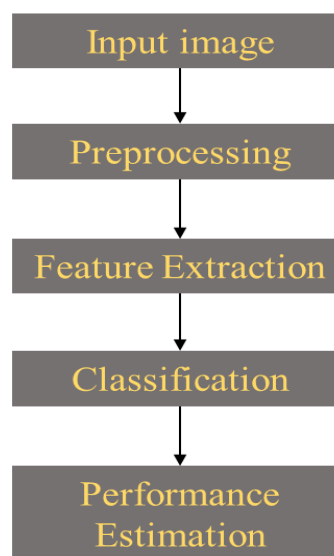 Input image
Preprocessing
Feature Extraction
Classification
Performance
Estimation